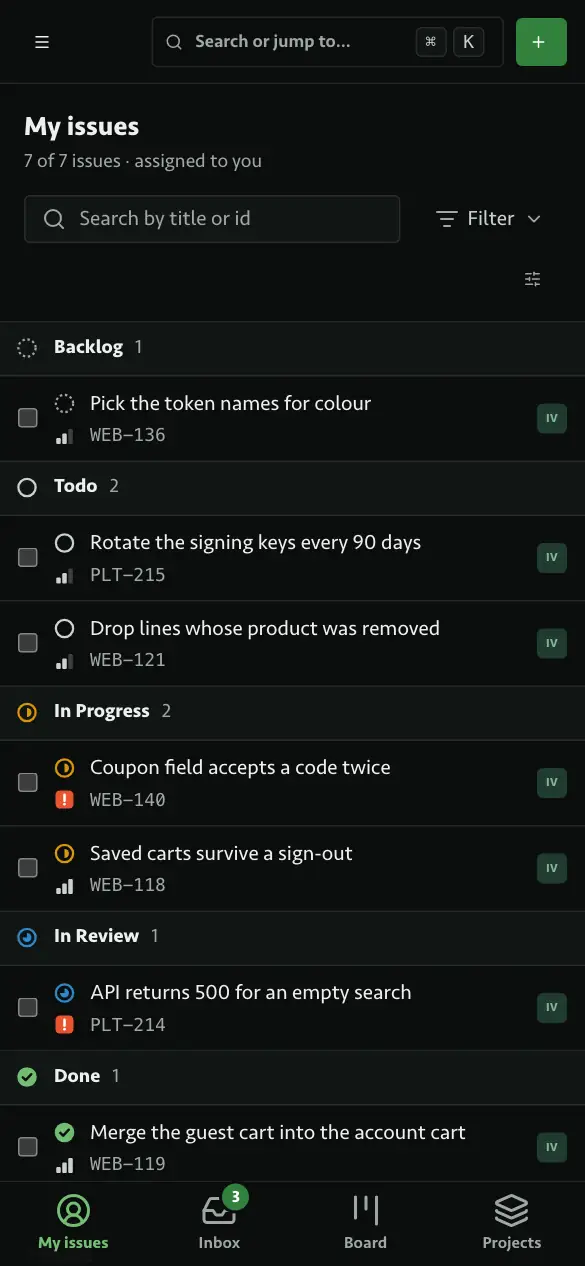 Search or jump to... ⌘ K +
My issues
7 of 7 issues · assigned to you
Search by title or id
Filter
Backlog 1
Pick the token names for colour
WEB–136
IV
Todo 2
Rotate the signing keys every 90 days
PLT–215
IV
Drop lines whose product was removed
WEB–121
IV
In Progress 2
Coupon field accepts a code twice
WEB–140
IV
Saved carts survive a sign-out
WEB–118
IV
In Review 1
API returns 500 for an empty search
PLT–214
IV
Done 1
Merge the guest cart into the account cart
WEB–119
IV
3
My issues Inbox Board Projects